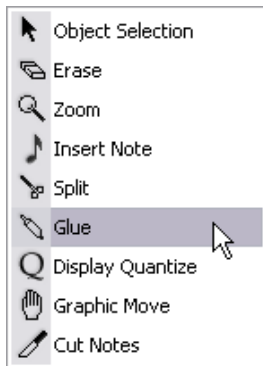 Object Selection
Erase
Zoom
Insert Note
Split
Glue
Display Quantize
Graphic Move
Cut Notes